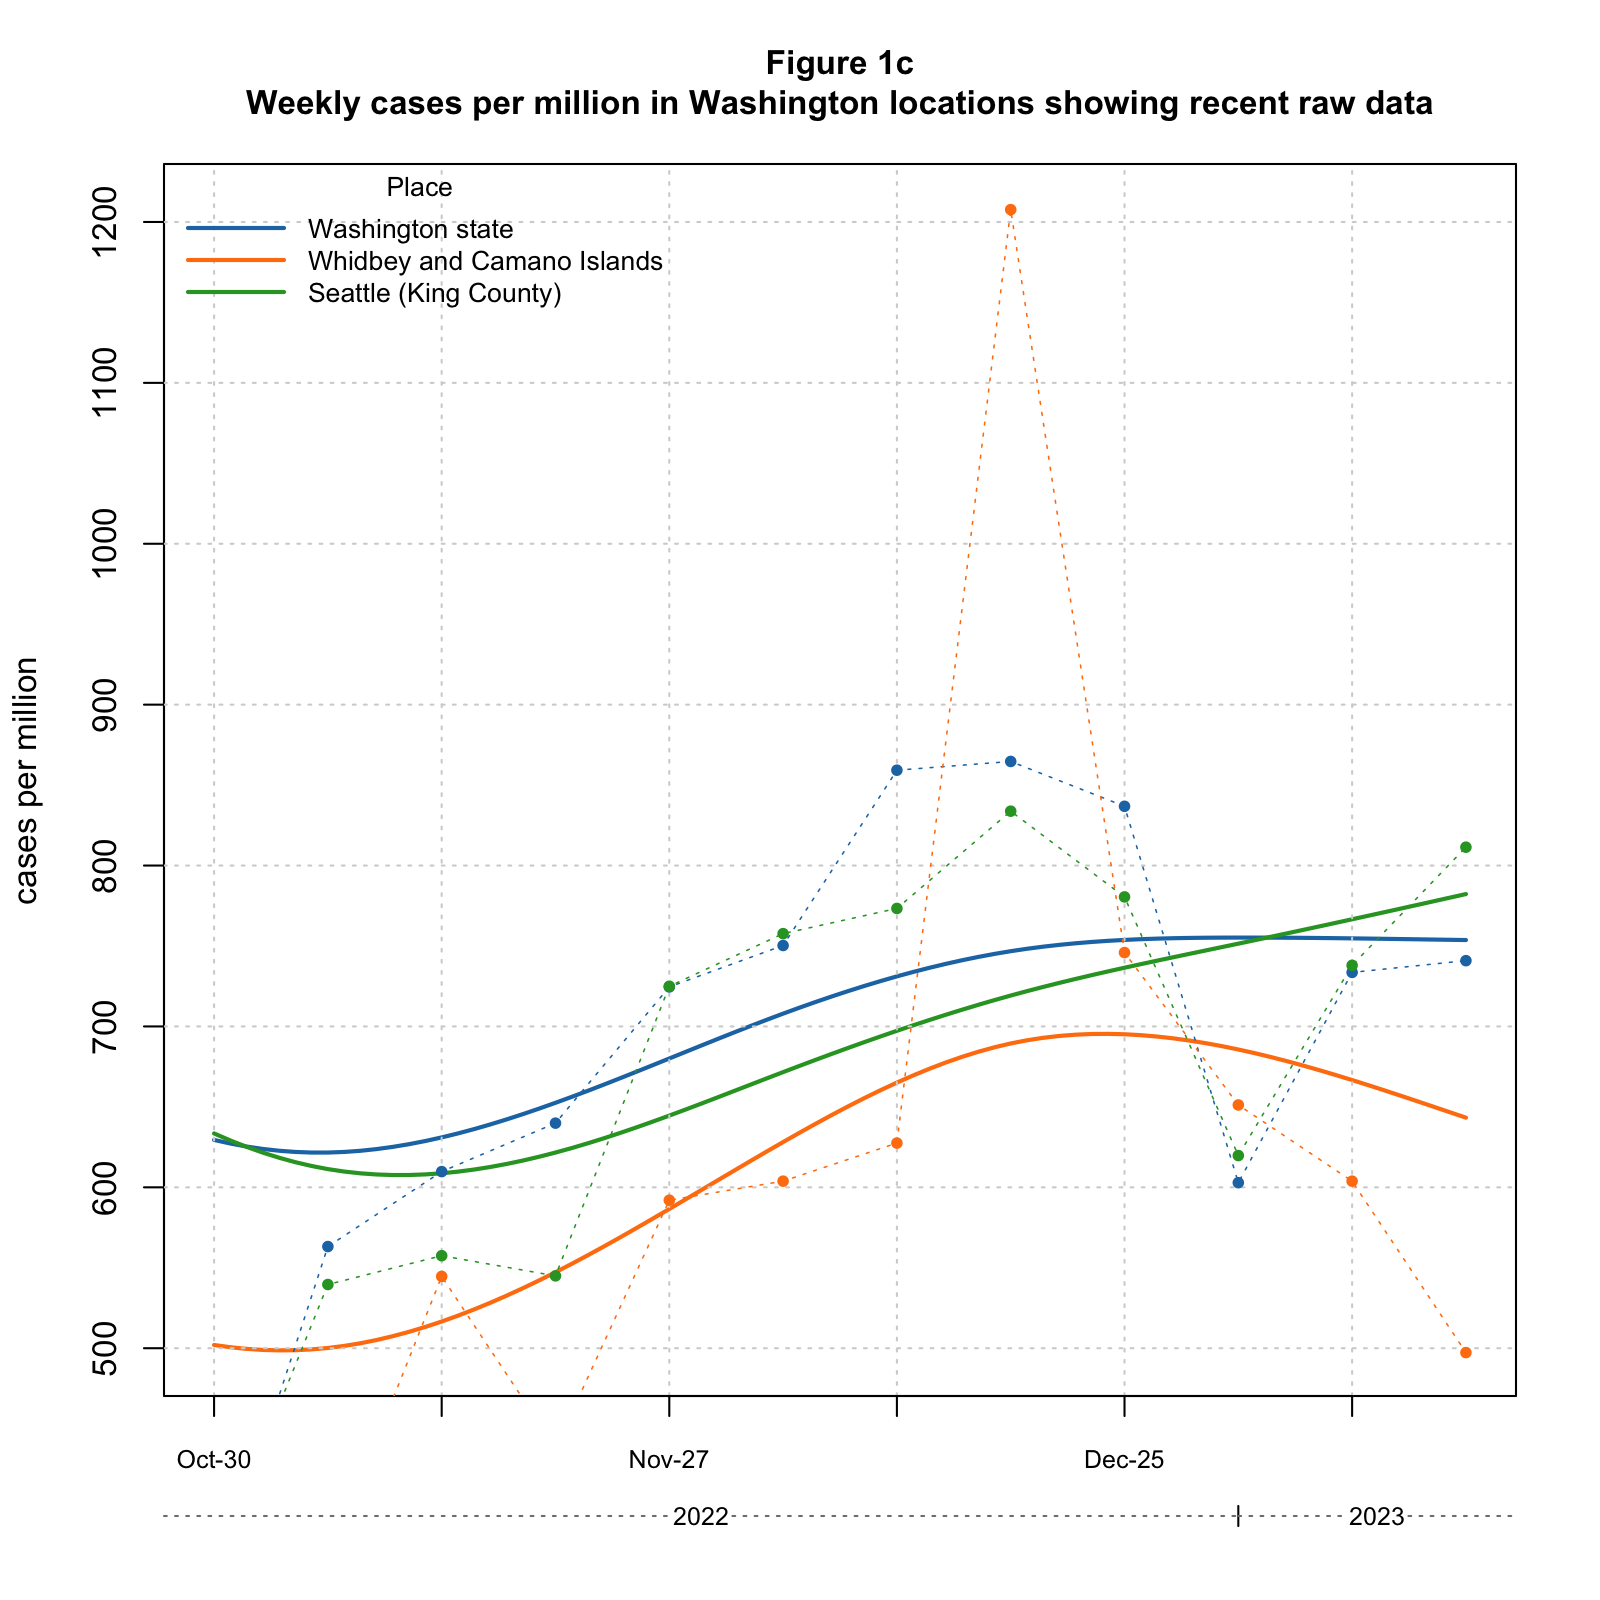 Figure 1c
Weekly cases per million in Washington locations showing recent raw data
Place
Washington state
Whidbey and Camano Islands
Seattle (King County)
cases per million
1200
1100
1000
900
800
700
600
500
Oct-30
Nov-27
Dec-25
2022
2023